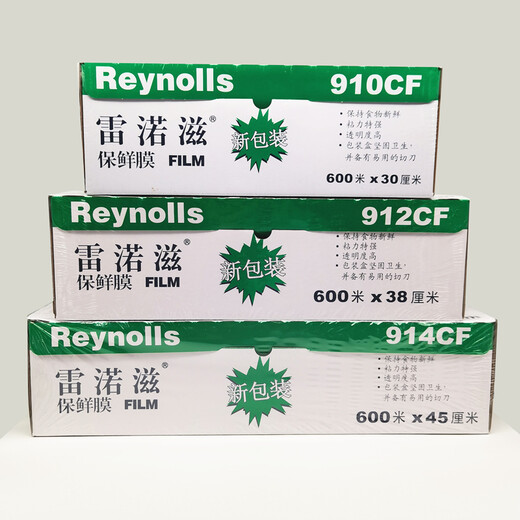 Reynolls 910CF
雷诺滋®
保鲜膜 FILM
新包装
•保持食物新鲜
•粘力特强
•透明度高
•包装盒坚固卫生,
并备有易用的切刀
600米 x30厘米
Reynolls 912CF
雷诺滋®
保鲜膜 FILM
新包装
•保持食物新鲜
•粘力特强
•透明度高
•包装盒坚固卫生,
并备有易用的切刀
600米 x38厘米
Reynolls 914CF
雷诺滋®
保鲜膜 FILM
新包装
•保持食物新鲜
•粘力特强
•透明度高
•包装盒坚固卫生,
并备有易用的切刀
600米 x45厘米